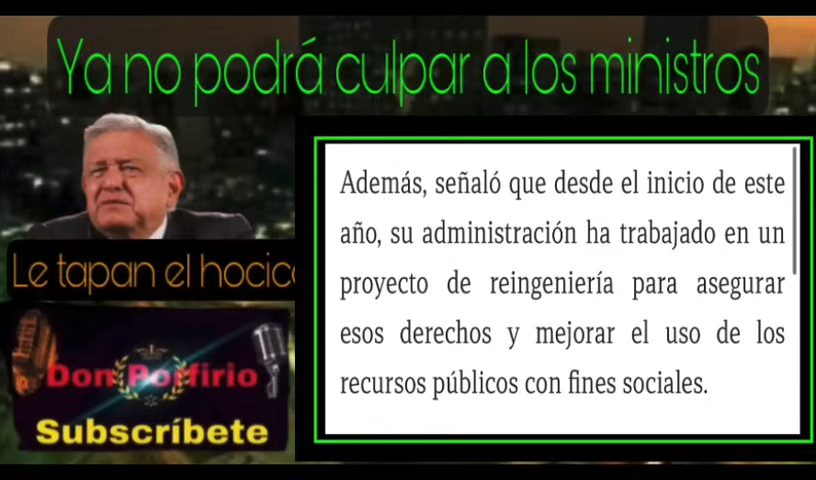 Ya no podrá culpar a los ministros
Le tapan el hocico
Don Porfirio
Subscríbete
Además, señaló que desde el inicio de este
año, su administración ha trabajado en un
proyecto de reingeniería para asegurar
esos derechos y mejorar el uso de los
recursos públicos con fines sociales.